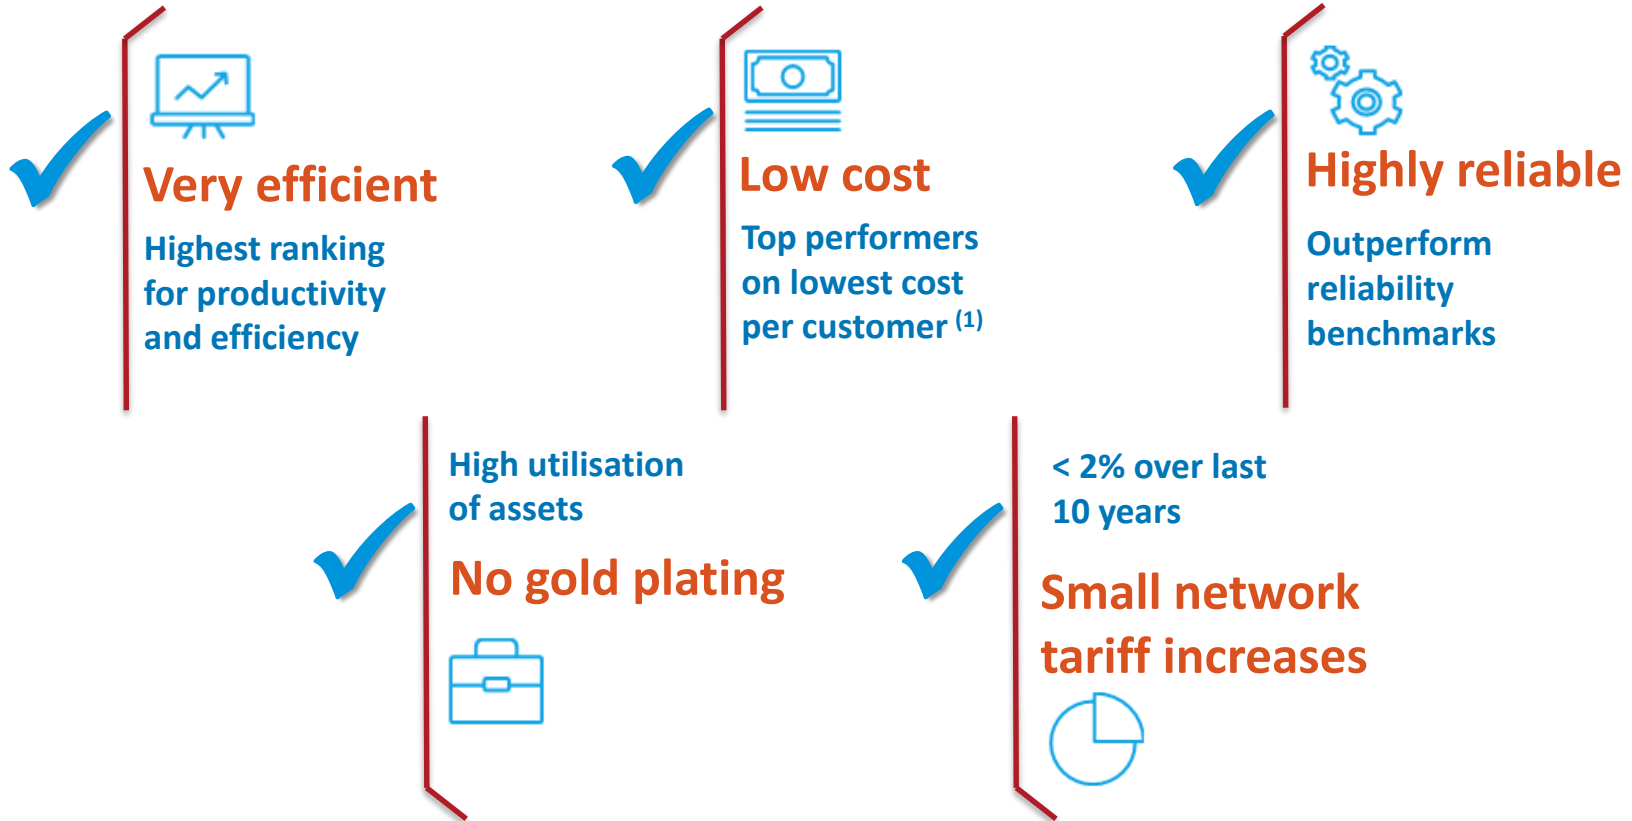 Very efficient
Highest ranking
for productivity
and efficiency
Low cost
Top performers
on lowest cost
per customer (1)
Highly reliable
Outperform
reliability
benchmarks
High utilisation
of assets
No gold plating
< 2% over last
10 years
Small network
tariff increases